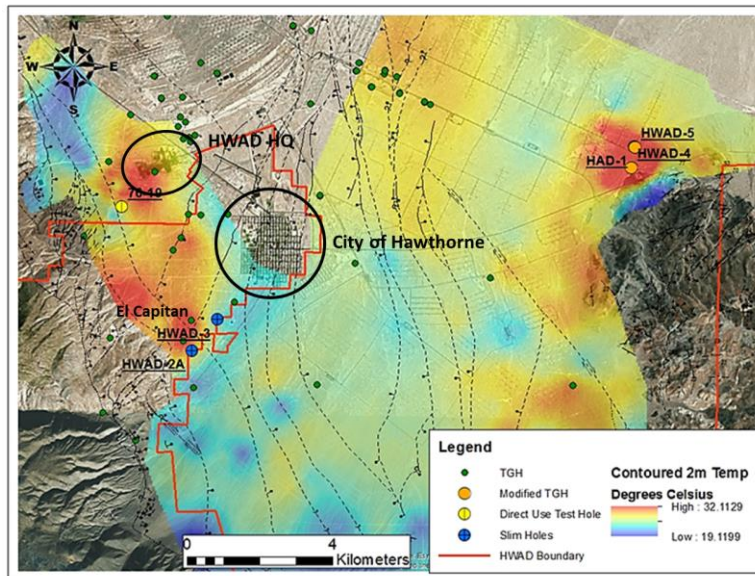 N
W E
S
HWAD HQ
76-19
City of Hawthorne
El Capitan
HWAD-3
HWAD-2A
HWAD-5
HAD-1 HWAD-4
Legend
TGH
Modified TGH
Direct Use Test Hole
Slim Holes
HWAD Boundary
Contoured 2m Temp
Degrees Celsius
High : 32.1129
Low : 19.1199
0 4
Kilometers